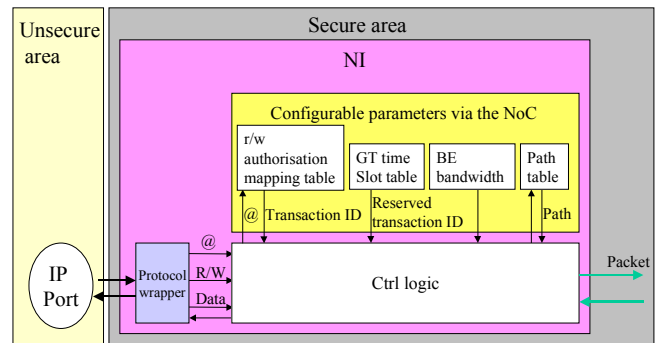 Unsecure
area
Secure area
NI
Configurable parameters via the NoC
r/w
authorisation
mapping table
GT time
Slot table
BE
bandwidth
Path
table
@
Transaction ID
Reserved
transaction ID
Path
IP
Port
Protocol
wrapper
@
R/W
Data
Ctrl logic
Packet